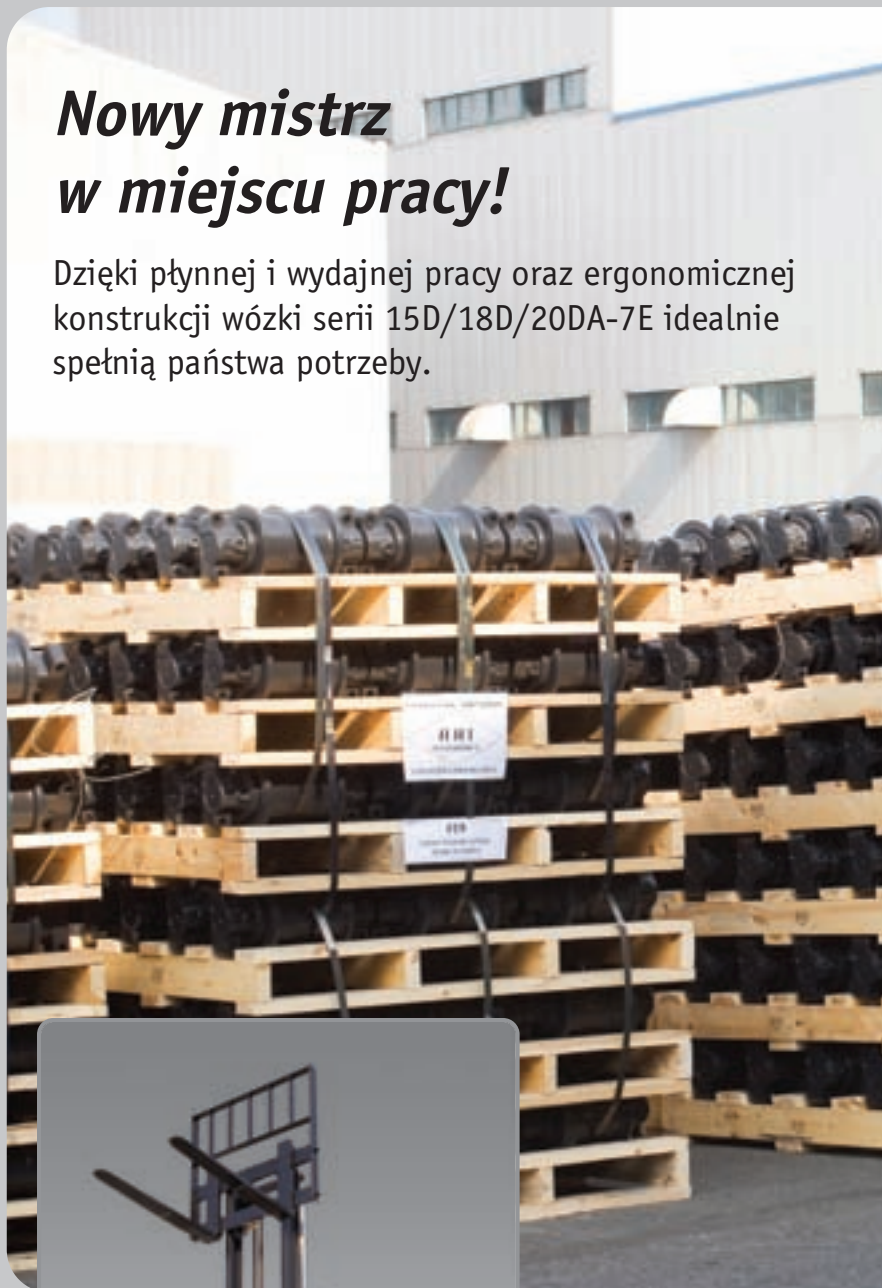 Nowy mistrz
w miejscu pracy!
Dzięki płynnej i wydajnej pracy oraz ergonomicznej
konstrukcji wózki serii 15D/18D/20DA-7E idealnie
spełnią państwa potrzeby.